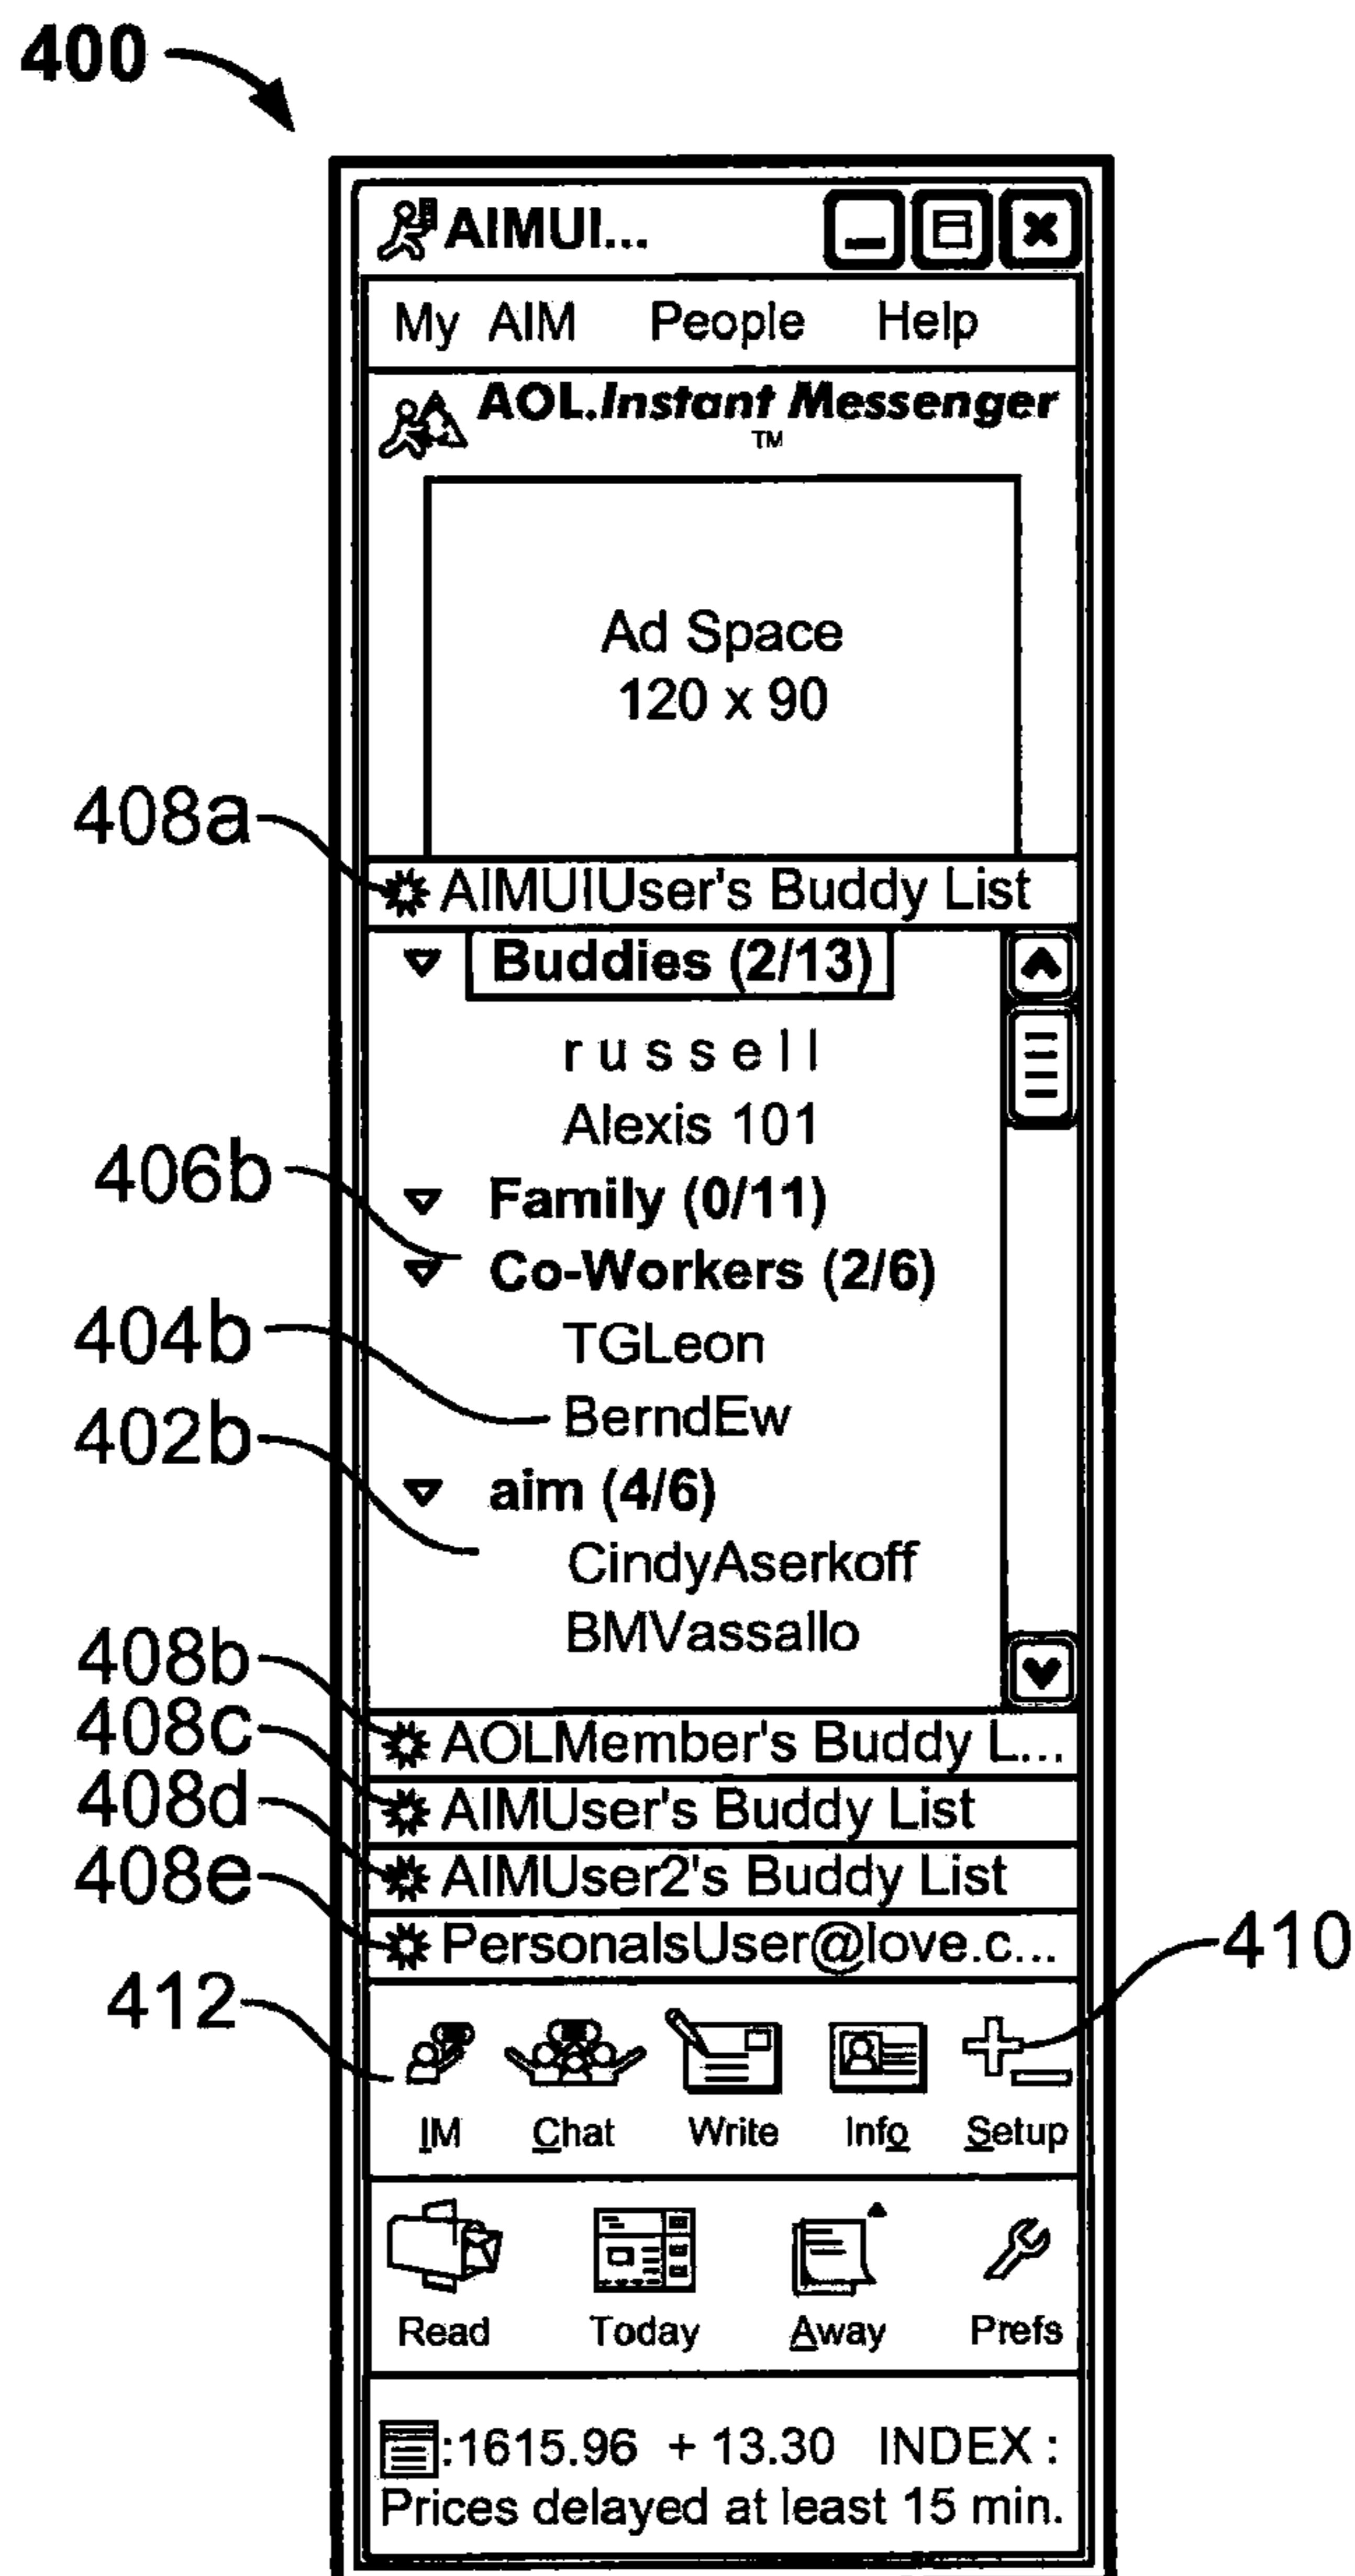 400
AIMUI...
My AIM People Help
AOL.Instant Messenger
TM
Ad Space
120 x 90
408a
AIMUIUser's Buddy List
Buddies (2/13)
r u s s e l l
Alexis 101
406b
Family (0/11)
Co-Workers (2/6)
404b
TGLeon
BerndEw
402b
aim (4/6)
CindyAserkoff
BMVassallo
408b
AOLMember's Buddy L...
408c
AIMUser's Buddy List
408d
AIMUser2's Buddy List
408e
PersonalsUser@love.c...
410
412
IM Chat Write Info Setup
Read Today Away Prefs
:1615.96 + 13.30 INDEX :
Prices delayed at least 15 min.